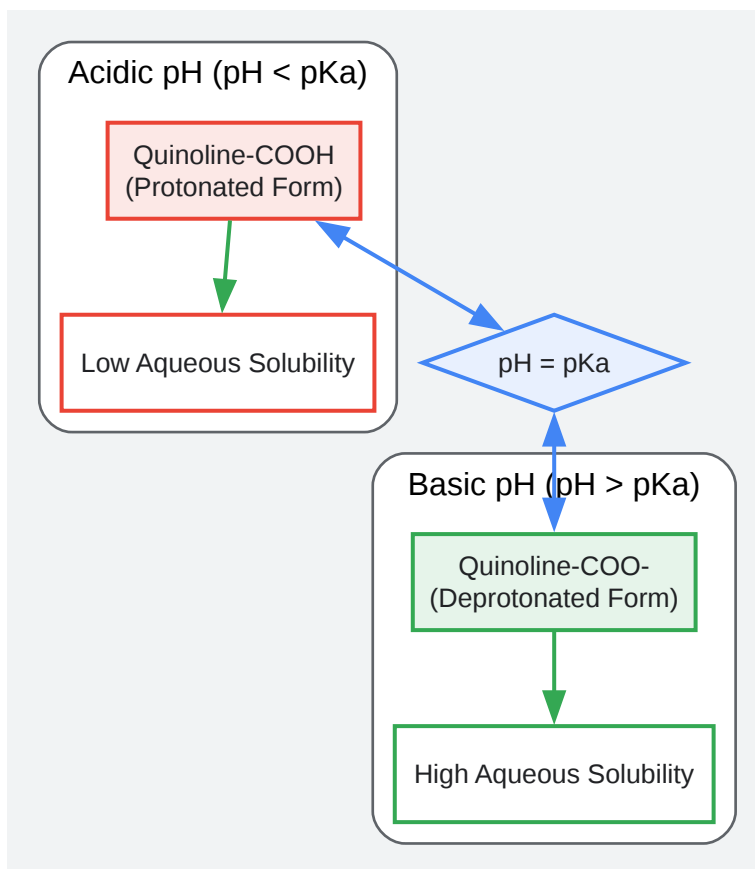 Acidic pH (pH < pKa)
Quinoline-COOH
(Protonated Form)
Low Aqueous Solubility
pH = pKa
Basic pH (pH > pKa)
Quinoline-COO-
(Deprotonated Form)
High Aqueous Solubility